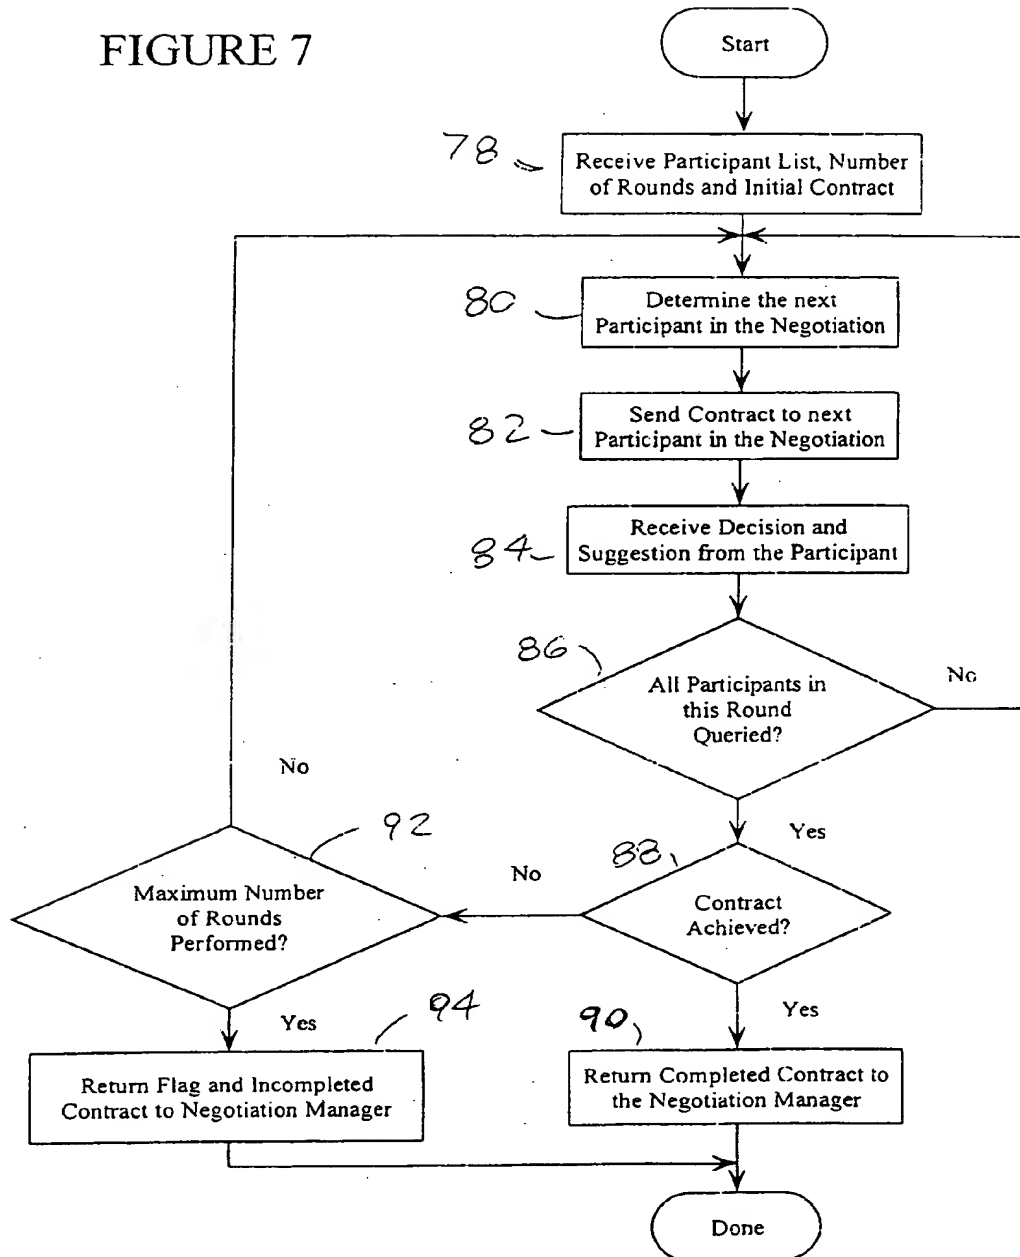 FIGURE 7
Start
78
Receive Participant List, Number
of Rounds and Initial Contract
80
Determine the next
Participant in the Negotiation
82
Send Contract to next
Participant in the Negotiation
84
Receive Decision and
Suggestion from the Participant
86
All Participants in
this Round
Queried?
No
No
Yes
92
88
No
Maximum Number
of Rounds
Performed?
Contract
Achieved?
Yes
94
Yes
90
Return Flag and Incompleted
Contract to Negotiation Manager
Return Completed Contract to
the Negotiation Manager
Done